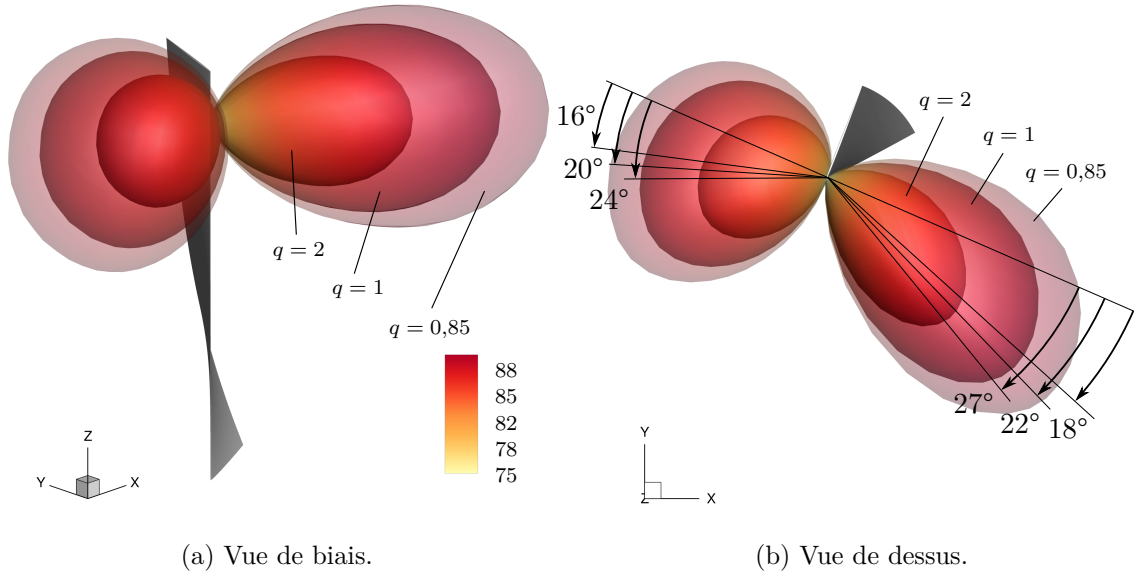 q = 2
q = 1
q = 0,85
88
85
82
78
75
Z
Y
X
(a) Vue de biais.
16°
20°
24°
q = 2
q = 1
q = 0,85
27°
22°
18°
Y
Z
X
(b) Vue de dessus.